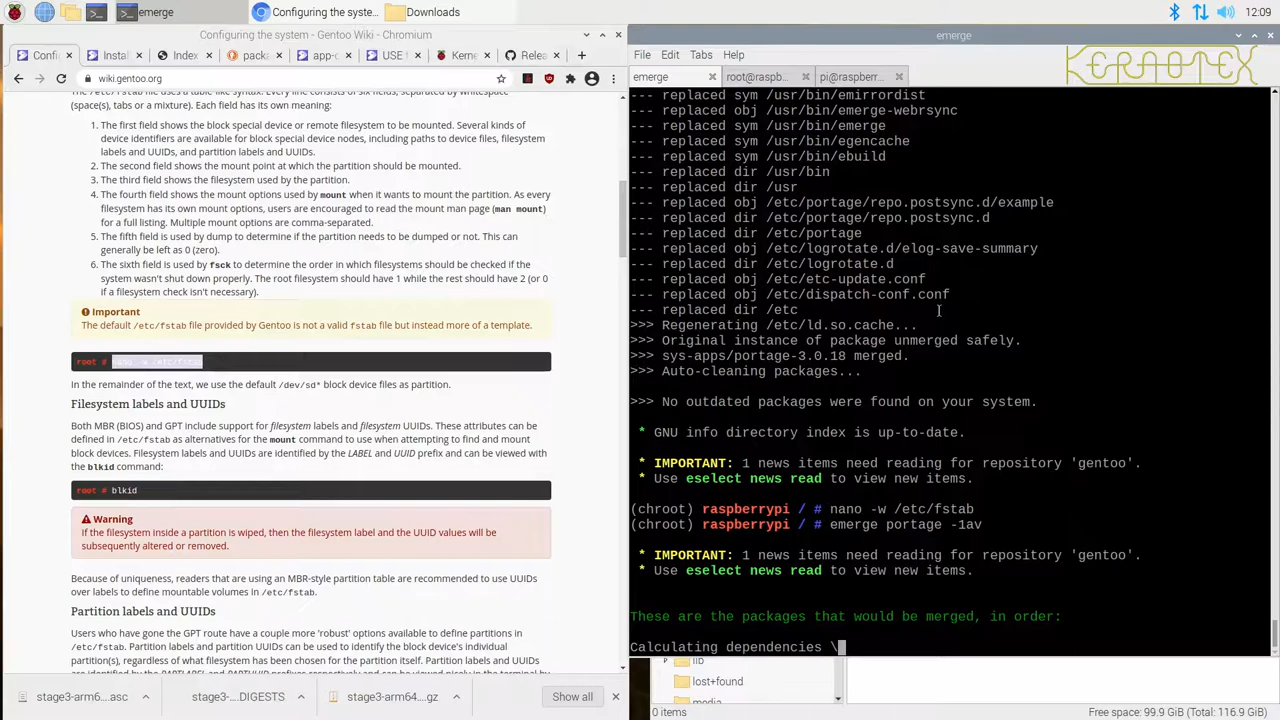 emerge
Configuring the syste...
Downloads
12:09
Configuring the system - Gentoo Wiki - Chromium
Confi
Instal
Index
pack
app-c
USE f
Kerne
Relea
wiki.gentoo.org
(space(s), tabs or a mixture). Each field has its own meaning:
1. The first field shows the block special device or remote filesystem to be mounted. Several kinds of
device identifiers are available for block special device nodes, including paths to device files, filesystem
labels and UUIDs, and partition labels and UUIDs.
2. The second field shows the mount point at which the partition should be mounted.
3. The third field shows the filesystem used by the partition.
4. The fourth field shows the mount options used by mount when it wants to mount the partition. As every
filesystem has its own mount options, users are encouraged to read the mount man page (man mount)
for a full listing. Multiple mount options are comma-separated.
5. The fifth field is used by dump to determine if the partition needs to be dumped or not. This can
generally be left as 0 (zero).
6. The sixth field is used by fsck to determine the order in which filesystems should be checked if the
system wasn't shut down properly. The root filesystem should have 1 while the rest should have 2 (or 0
if a filesystem check isn't necessary).
Important
The default /etc/fstab file provided by Gentoo is not a valid fstab file but instead more of a template.
root # nano -w /etc/fstab
In the remainder of the text, we use the default /dev/sd* block device files as partition.
Filesystem labels and UUIDs
Both MBR (BIOS) and GPT include support for filesystem labels and filesystem UUIDs. These attributes can be
defined in /etc/fstab as alternatives for the mount command to use when attempting to find and mount
block devices. Filesystem labels and UUIDs are identified by the LABEL and UUID prefix and can be viewed with
the blkid command:
root # blkid
Warning
If the filesystem inside a partition is wiped, then the filesystem label and the UUID values will be
subsequently altered or removed.
Because of uniqueness, readers that are using an MBR-style partition table are recommended to use UUIDs
over labels to define mountable volumes in /etc/fstab.
Partition labels and UUIDs
Users who have gone the GPT route have a couple more 'robust' options available to define partitions in
/etc/fstab. Partition labels and partition UUIDs can be used to identify the block device's individual
partition(s), regardless of what filesystem has been chosen for the partition itself. Partition labels and UUIDs
stage3-arm6....asc
stage3-....DIGESTS
stage3-arm64....gz
Show all
emerge
File Edit Tabs Help
KEROOTEX
emerge
root@raspb...
pi@raspberr...
--- replaced sym /usr/bin/emirrordist
--- replaced obj /usr/bin/emerge-webrsync
--- replaced sym /usr/bin/emerge
--- replaced sym /usr/bin/egencache
--- replaced sym /usr/bin/ebuild
--- replaced dir /usr/bin
--- replaced dir /usr
--- replaced obj /etc/portage/repo.postsync.d/example
--- replaced dir /etc/portage/repo.postsync.d
--- replaced dir /etc/portage
--- replaced obj /etc/logrotate.d/elog-save-summary
--- replaced dir /etc/logrotate.d
--- replaced obj /etc/etc-update.conf
--- replaced obj /etc/dispatch-conf.conf
--- replaced dir /etc
>>> Regenerating /etc/ld.so.cache...
>>> Original instance of package unmerged safely.
>>> sys-apps/portage-3.0.18 merged.
>>> Auto-cleaning packages...
>>> No outdated packages were found on your system.
* GNU info directory index is up-to-date.
* IMPORTANT: 1 news items need reading for repository 'gentoo'.
* Use eselect news read to view new items.
(chroot) raspberrypi / # nano -w /etc/fstab
(chroot) raspberrypi / # emerge portage -1av
* IMPORTANT: 1 news items need reading for repository 'gentoo'.
* Use eselect news read to view new items.
These are the packages that would be merged, in order:
Calculating dependencies \
lib
lost+found
media
0 items
Free space: 99.9 GiB (Total: 116.9 GiB)